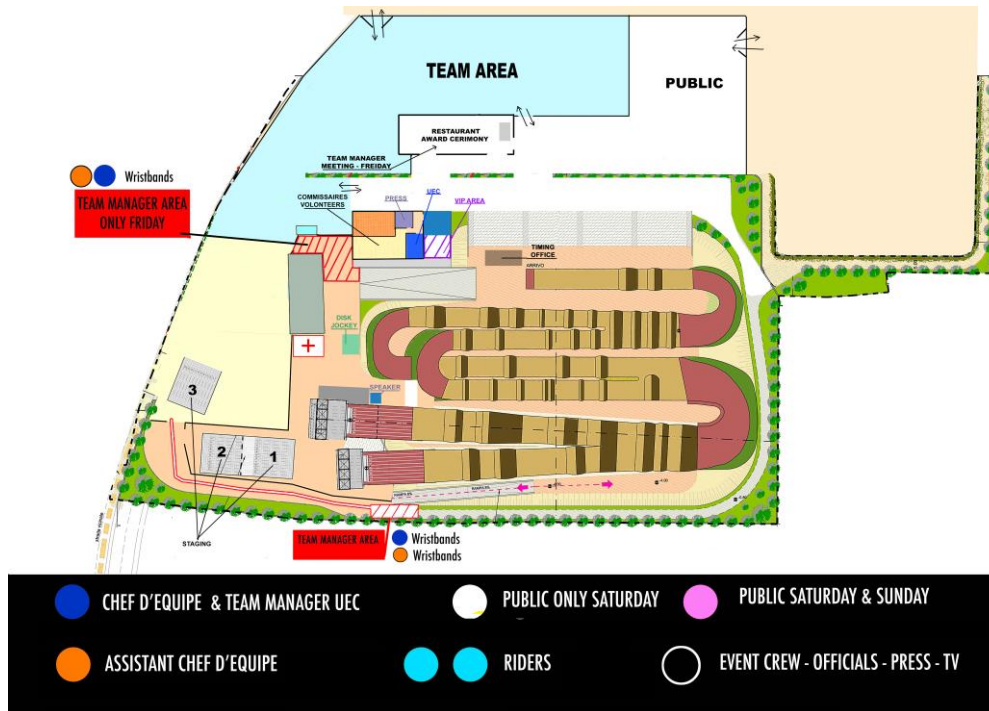 TEAM AREA
PUBLIC
RESTAURANT
AWARD CERIMONY
TEAM MANAGER
MEETING - FREIDAY
Wristbands
TEAM MANAGER AREA
ONLY FRIDAY
COMMISSAIRES
VOLONTEERS
PRESS
UEC
VIP AREA
TIMING
OFFICE
ARRIVO
DISK
JOCKEY
SPEAKER
3
2
1
STAGING
TEAM MANAGER AREA
Wristbands
Wristbands
CHEF D'EQUIPE & TEAM MANAGER UEC
PUBLIC ONLY SATURDAY
PUBLIC SATURDAY & SUNDAY
ASSISTANT CHEF D'EQUIPE
RIDERS
EVENT CREW - OFFICIALS - PRESS - TV